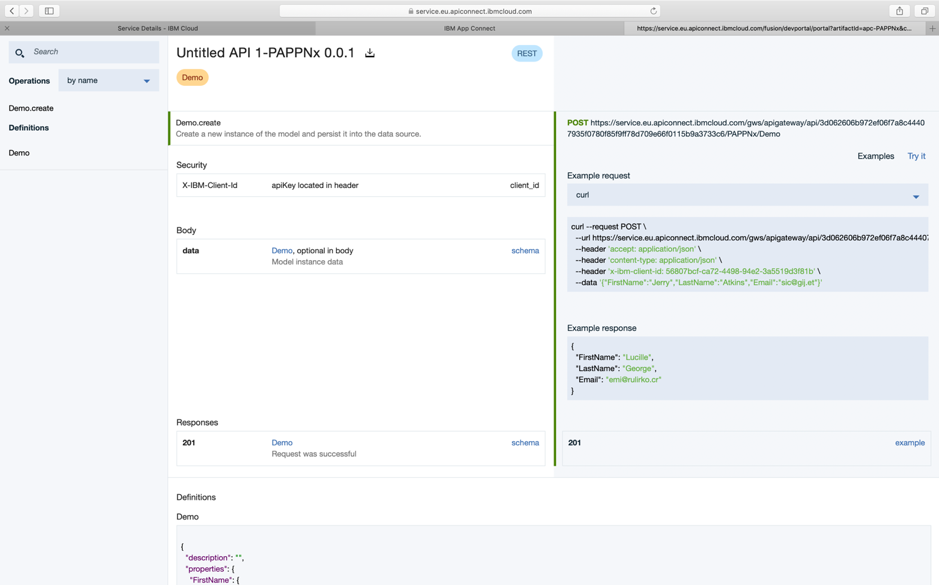 service.eu.apiconnect.ibmcloud.com
Service Details - IBM Cloud
IBM App Connect
https://service.eu.apiconnect.ibmcloud.com/fusion/devportal/portal?artifactId=apc-PAPPNx&c...
Search
Operations
by name
Demo.create
Definitions
Demo
Untitled API 1-PAPPNx 0.0.1
REST
Demo
Demo.create
Create a new instance of the model and persist it into the data source.
Security
X-IBM-Client-Id
apiKey located in header
client_id
Body
data
Demo, optional in body
schema
Model instance data
Responses
201
Demo
schema
Request was successful
POST https://service.eu.apiconnect.ibmcloud.com/gws/apigateway/api/3d062606b972ef06f7a8c4440
7935f0780f85f9ff78d709e66f0115b9a3733c6/PAPPNx/Demo
Examples
Try it
Example request
curl
curl --request POST \
--url https://service.eu.apiconnect.ibmcloud.com/gws/apigateway/api/3d062606b972ef06f7a8c4440
--header 'accept: application/json' \
--header 'content-type: application/json' \
--header 'x-ibm-client-id: 56807bcf-ca72-4498-94e2-3a5519d3f81b' \
--data '{"FirstName":"Jerry","LastName":"Atkins","Email":"sic@gij.et"}'
Example response
{
"FirstName": "Lucille",
"LastName": "George",
"Email": "emi@rulirko.cr"
}
201
example
Definitions
Demo
{
"description": "",
"properties": {
"FirstName": {